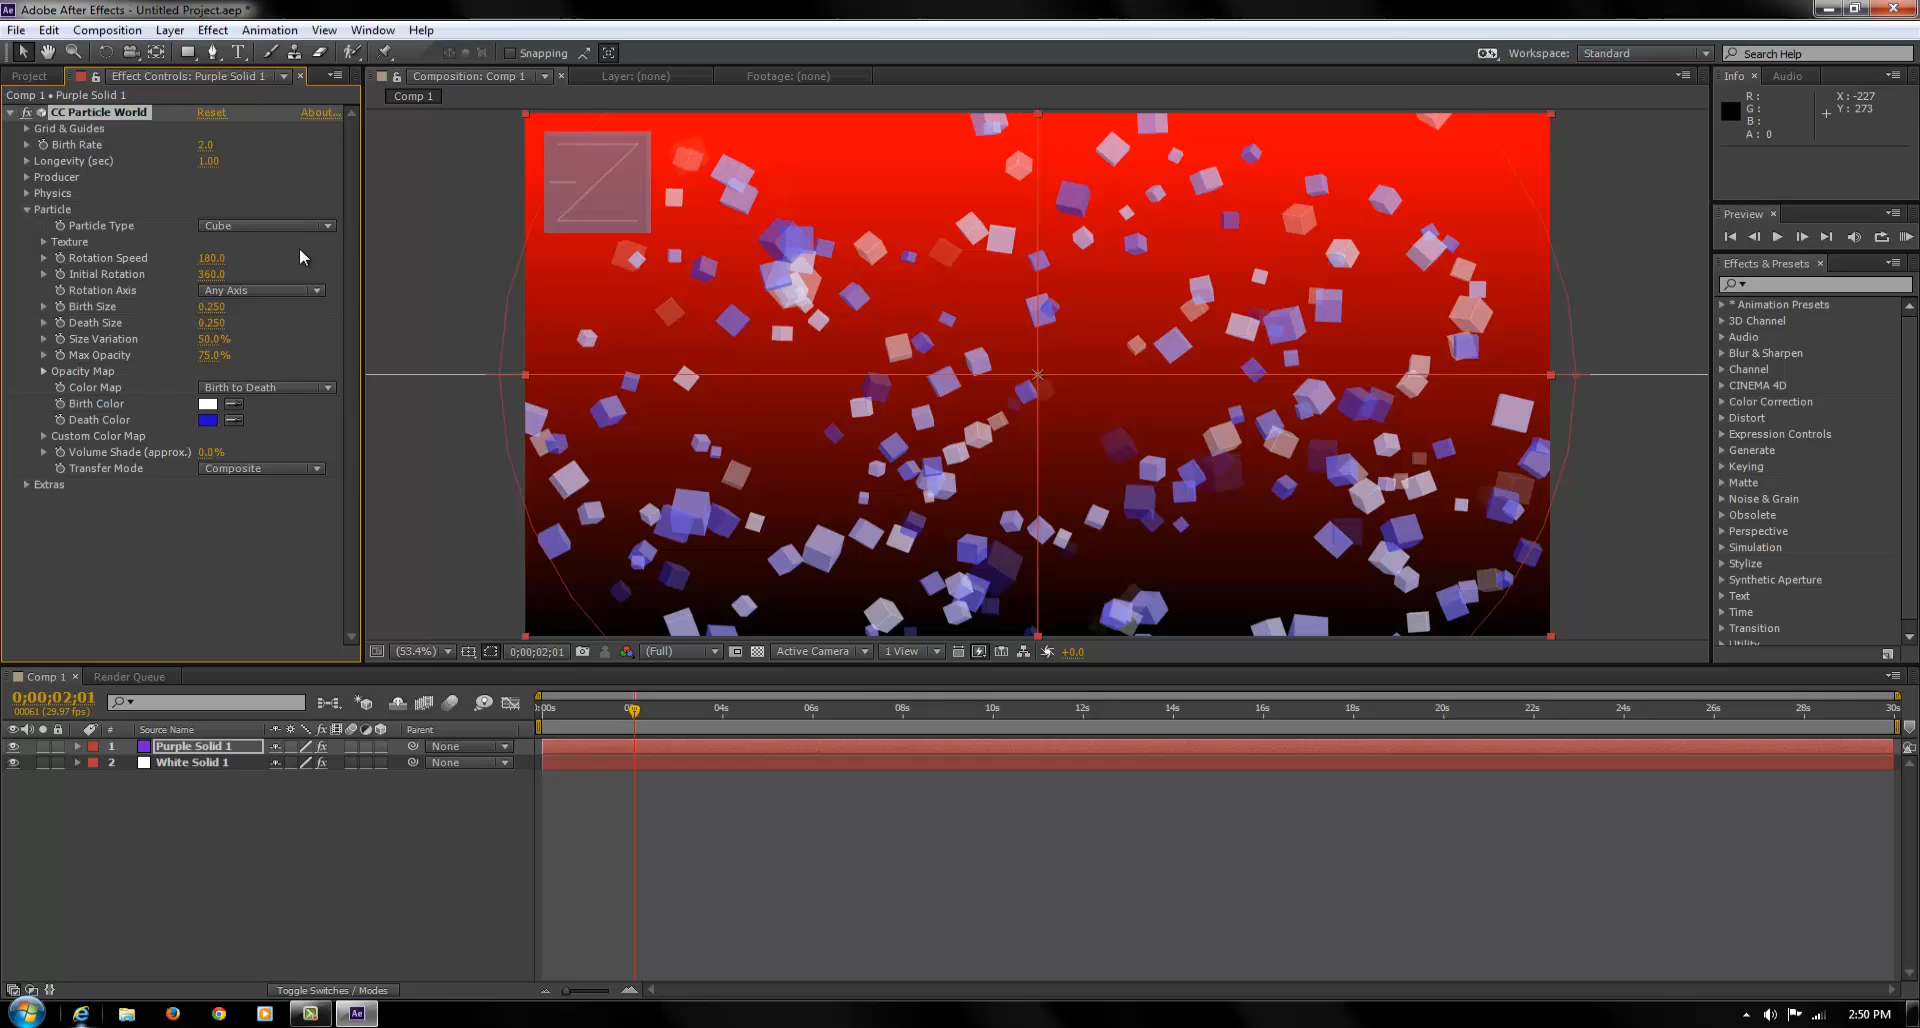 Adobe After Effects - Untitled Project.aep *
File Edit Composition Layer Effect Animation View Window Help
Snapping
Workspace: Standard
Search Help
Project
Effect Controls: Purple Solid 1
Comp 1 • Purple Solid 1
fx CC Particle World Reset About...
Grid & Guides
Birth Rate 2.0
Longevity (sec) 1.00
Producer
Physics
Particle
Particle Type Cube
Texture
Rotation Speed 180.0
Initial Rotation 360.0
Rotation Axis Any Axis
Birth Size 0.250
Death Size 0.250
Size Variation 50.0%
Max Opacity 75.0%
Opacity Map
Color Map Birth to Death
Birth Color
Death Color
Custom Color Map
Volume Shade (approx.) 0.0%
Transfer Mode Composite
Extras
Composition: Comp 1
Layer: (none)
Footage: (none)
Comp 1
(53.4%) 0;00;02;01 (Full) Active Camera 1 View +0.0
Info Audio
R: X: -227
G: Y: 273
B:
A: 0
Preview
Effects & Presets
* Animation Presets
3D Channel
Audio
Blur & Sharpen
Channel
CINEMA 4D
Color Correction
Distort
Expression Controls
Generate
Keying
Matte
Noise & Grain
Obsolete
Perspective
Simulation
Stylize
Synthetic Aperture
Text
Time
Transition
Utility
Comp 1 Render Queue
0;00;02;01
00061 (29.97 fps)
:00s 04s 06s 08s 10s 12s 14s 16s 18s 20s 22s 24s 26s 28s 30s
# Source Name Parent
1 Purple Solid 1 fx None
2 White Solid 1 fx None
Toggle Switches / Modes
2:50 PM